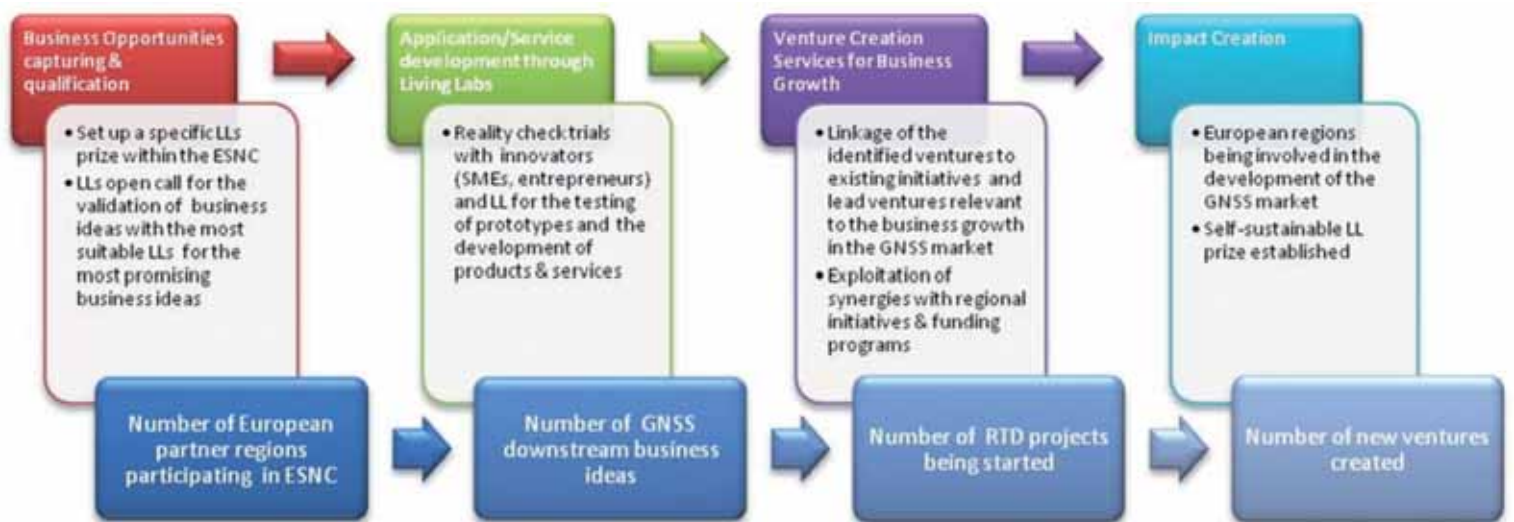 Business Opportunities
capturing &
qualification
• Set up a specific LLs
prize within the ESNC
• LLs open call for the
validation of business
ideas with the most
suitable LLs for the
most promising
business ideas
Number of European
partner regions
participating in ESNC
Application/Service
development through
Living Labs
• Reality check trials
with innovators
(SMEs, entrepreneurs)
and LL for the testing
of prototypes and the
development of
products & services
Number of GNSS
downstream business
ideas
Venture Creation
Services for Business
Growth
• Linkage of the
identified ventures to
existing initiatives and
lead ventures relevant
to the business growth
in the GNSS market
• Exploitation of
synergies with regional
initiatives & funding
programs
Number of RTD projects
being started
Impact Creation
• European regions
being involved in the
development of the
GNSS market
• Self-sustainable LL
prize established
Number of new ventures
created